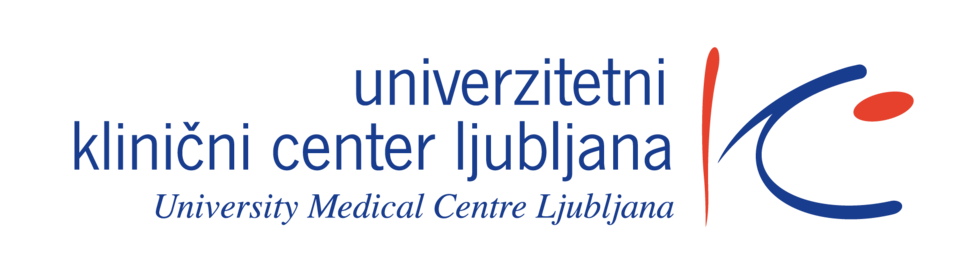 univerzitetni
klinični center ljubljana
University Medical Centre Ljubljana